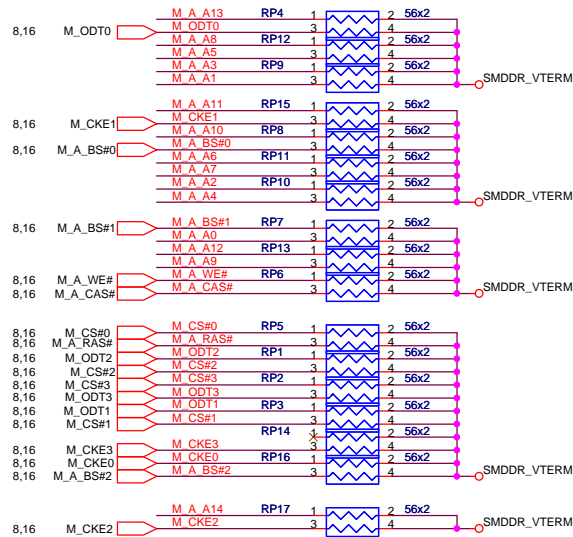 M_A_A13 RP4 1 2 56x2
8,16 M_ODT0 M_ODT0 3 4
M_A_A8 RP12 1 2 56x2
M_A_A5 3 4
M_A_A3 RP9 1 2 56x2
M_A_A1 3 4 SMDDR_VTERM
M_A_A11 RP15 1 2 56x2
8,16 M_CKE1 M_CKE1 3 4
M_A_A10 RP8 1 2 56x2
8,16 M_A_BS#0 M_A_BS#0 3 4
M_A_A6 RP11 1 2 56x2
M_A_A7 3 4
M_A_A2 RP10 1 2 56x2
M_A_A4 3 4 SMDDR_VTERM
8,16 M_A_BS#1 M_A_BS#1 RP7 1 2 56x2
M_A_A0 3 4
M_A_A12 RP13 1 2 56x2
M_A_A9 3 4
8,16 M_A_WE# M_A_WE# RP6 1 2 56x2
8,16 M_A_CAS# M_A_CAS# 3 4 SMDDR_VTERM
8,16 M_CS#0 M_CS#0 RP5 1 2 56x2
8,16 M_A_RAS# M_A_RAS# 3 4
8,16 M_ODT2 M_ODT2 RP1 1 2 56x2
8,16 M_CS#2 M_CS#2 3 4
8,16 M_CS#3 M_CS#3 RP2 1 2 56x2
8,16 M_ODT3 M_ODT3 3 4
8,16 M_ODT1 M_ODT1 RP3 1 2 56x2
8,16 M_CS#1 M_CS#1 3 4
RP14 1 2 56x2
8,16 M_CKE3 M_CKE3 3 4
8,16 M_CKE0 M_CKE0 RP16 1 2 56x2
8,16 M_A_BS#2 M_A_BS#2 3 4 SMDDR_VTERM
M_A_A14 RP17 1 2 56x2
8,16 M_CKE2 M_CKE2 3 4 SMDDR_VTERM